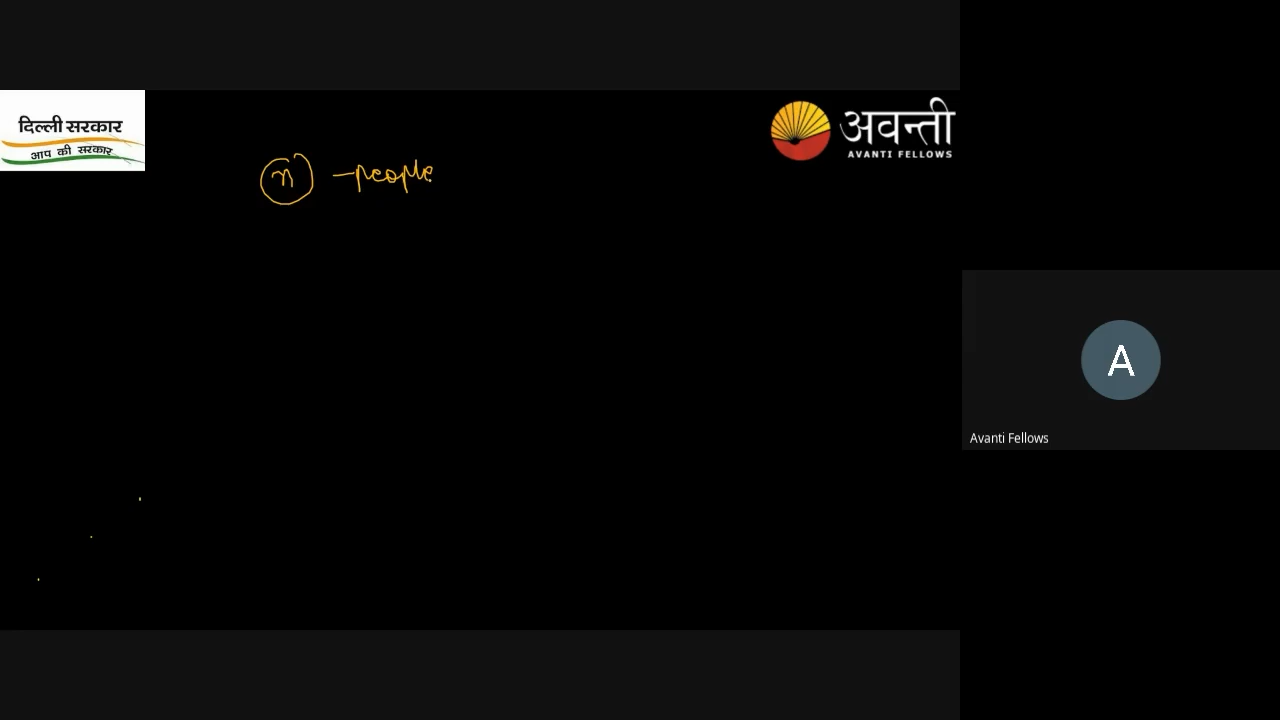 दिल्ली सरकार
आप की सरकार
अवन्ती
AVANTI FELLOWS
n - people
A
Avanti Fellows